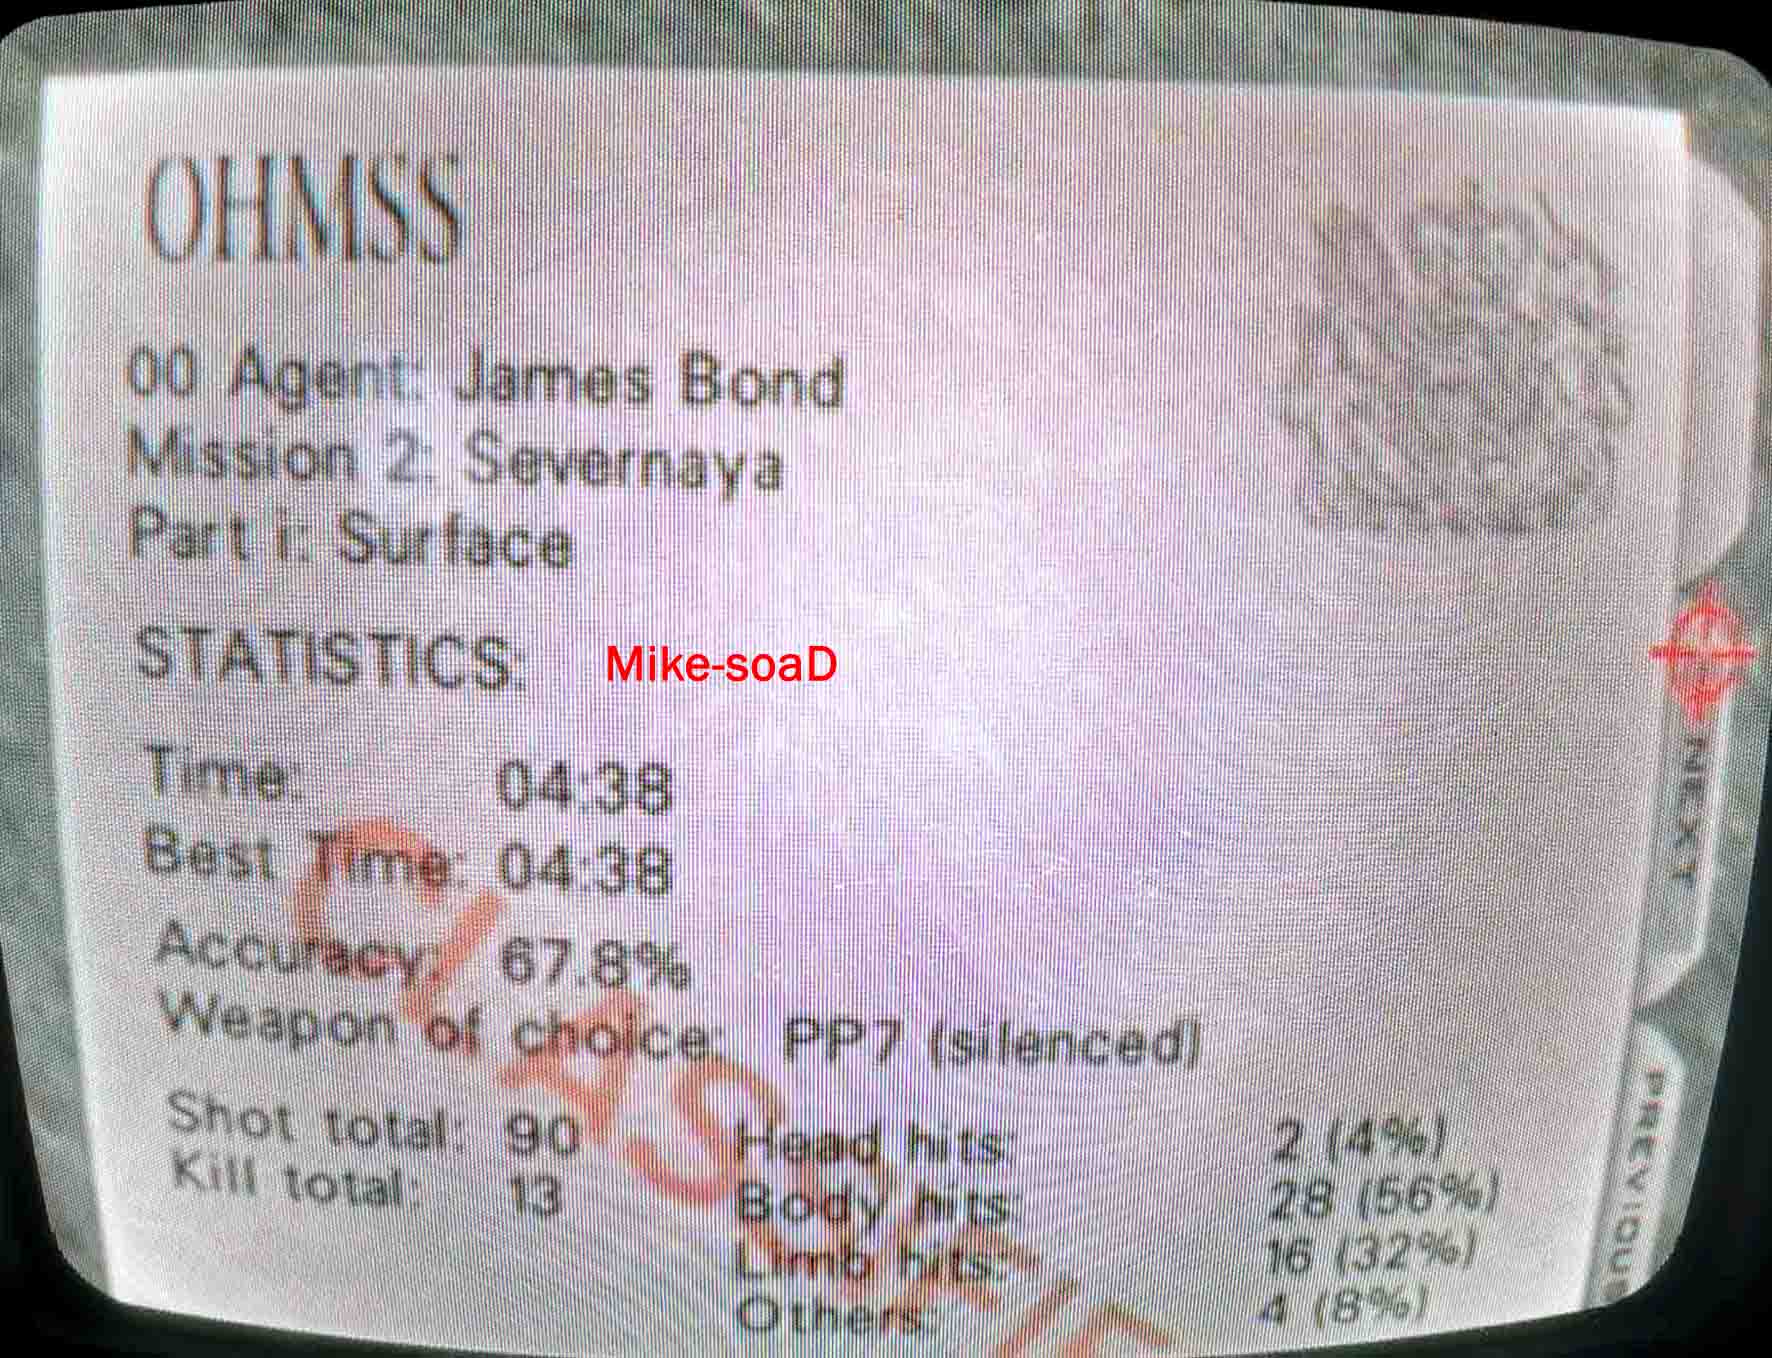 OHMSS
00 Agent: James Bond
Mission 2: Severnaya
Part i: Surface
STATISTICS:
Mike-soaD
Time: 04:38
Best Time: 04:38
Accuracy: 67.8%
Weapon of choice: PP7 (silenced)
Shot total: 90
Kill total: 13
Head hits: 2 (4%)
Body hits: 28 (56%)
Limb hits: 16 (32%)
Others: 4 (8%)
CLASSIFIED
NEXT
PREVIOUS